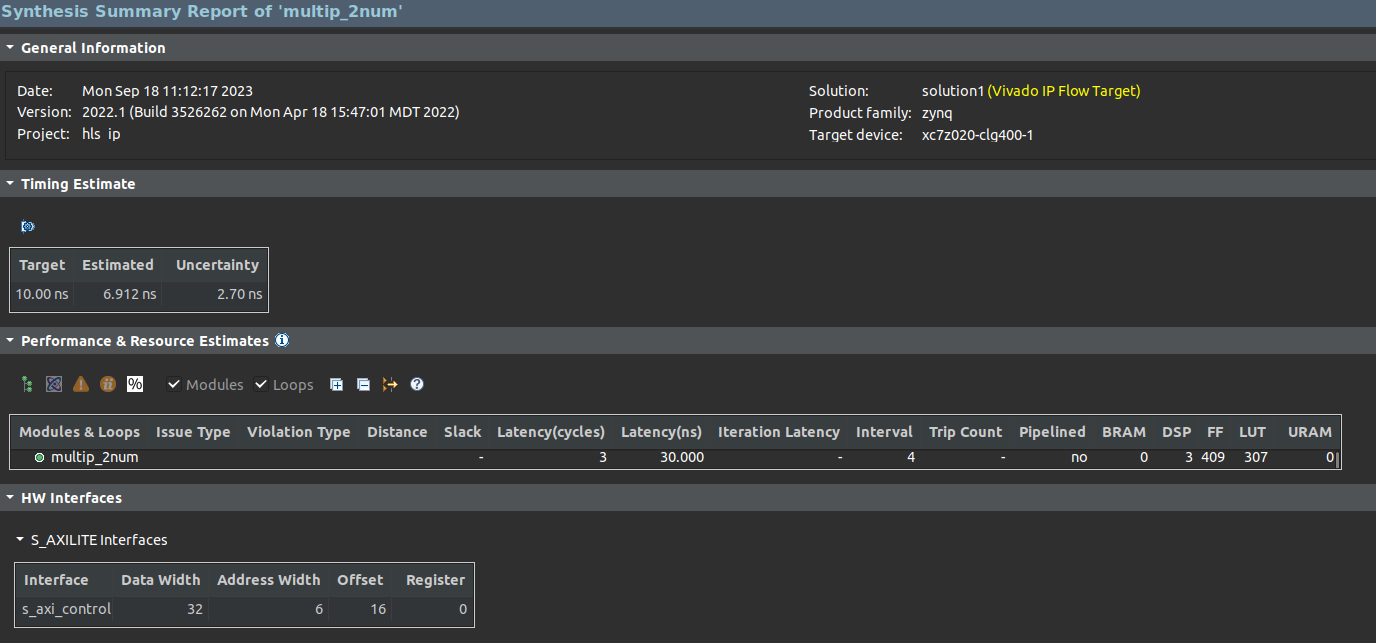 Synthesis Summary Report of 'multip_2num'
General Information
Date: Mon Sep 18 11:12:17 2023
Version: 2022.1 (Build 3526262 on Mon Apr 18 15:47:01 MDT 2022)
Project: hls_ip
Solution: solution1 (Vivado IP Flow Target)
Product family: zynq
Target device: xc7z020-clg400-1
Timing Estimate
Target Estimated Uncertainty
10.00 ns 6.912 ns 2.70 ns
Performance & Resource Estimates
% Modules Loops
Modules & Loops Issue Type Violation Type Distance Slack Latency(cycles) Latency(ns) Iteration Latency Interval Trip Count Pipelined BRAM DSP FF LUT URAM
multip_2num - 3 30.000 - 4 - no 0 3 409 307 0
HW Interfaces
S_AXILITE Interfaces
Interface Data Width Address Width Offset Register
s_axi_control 32 6 16 0